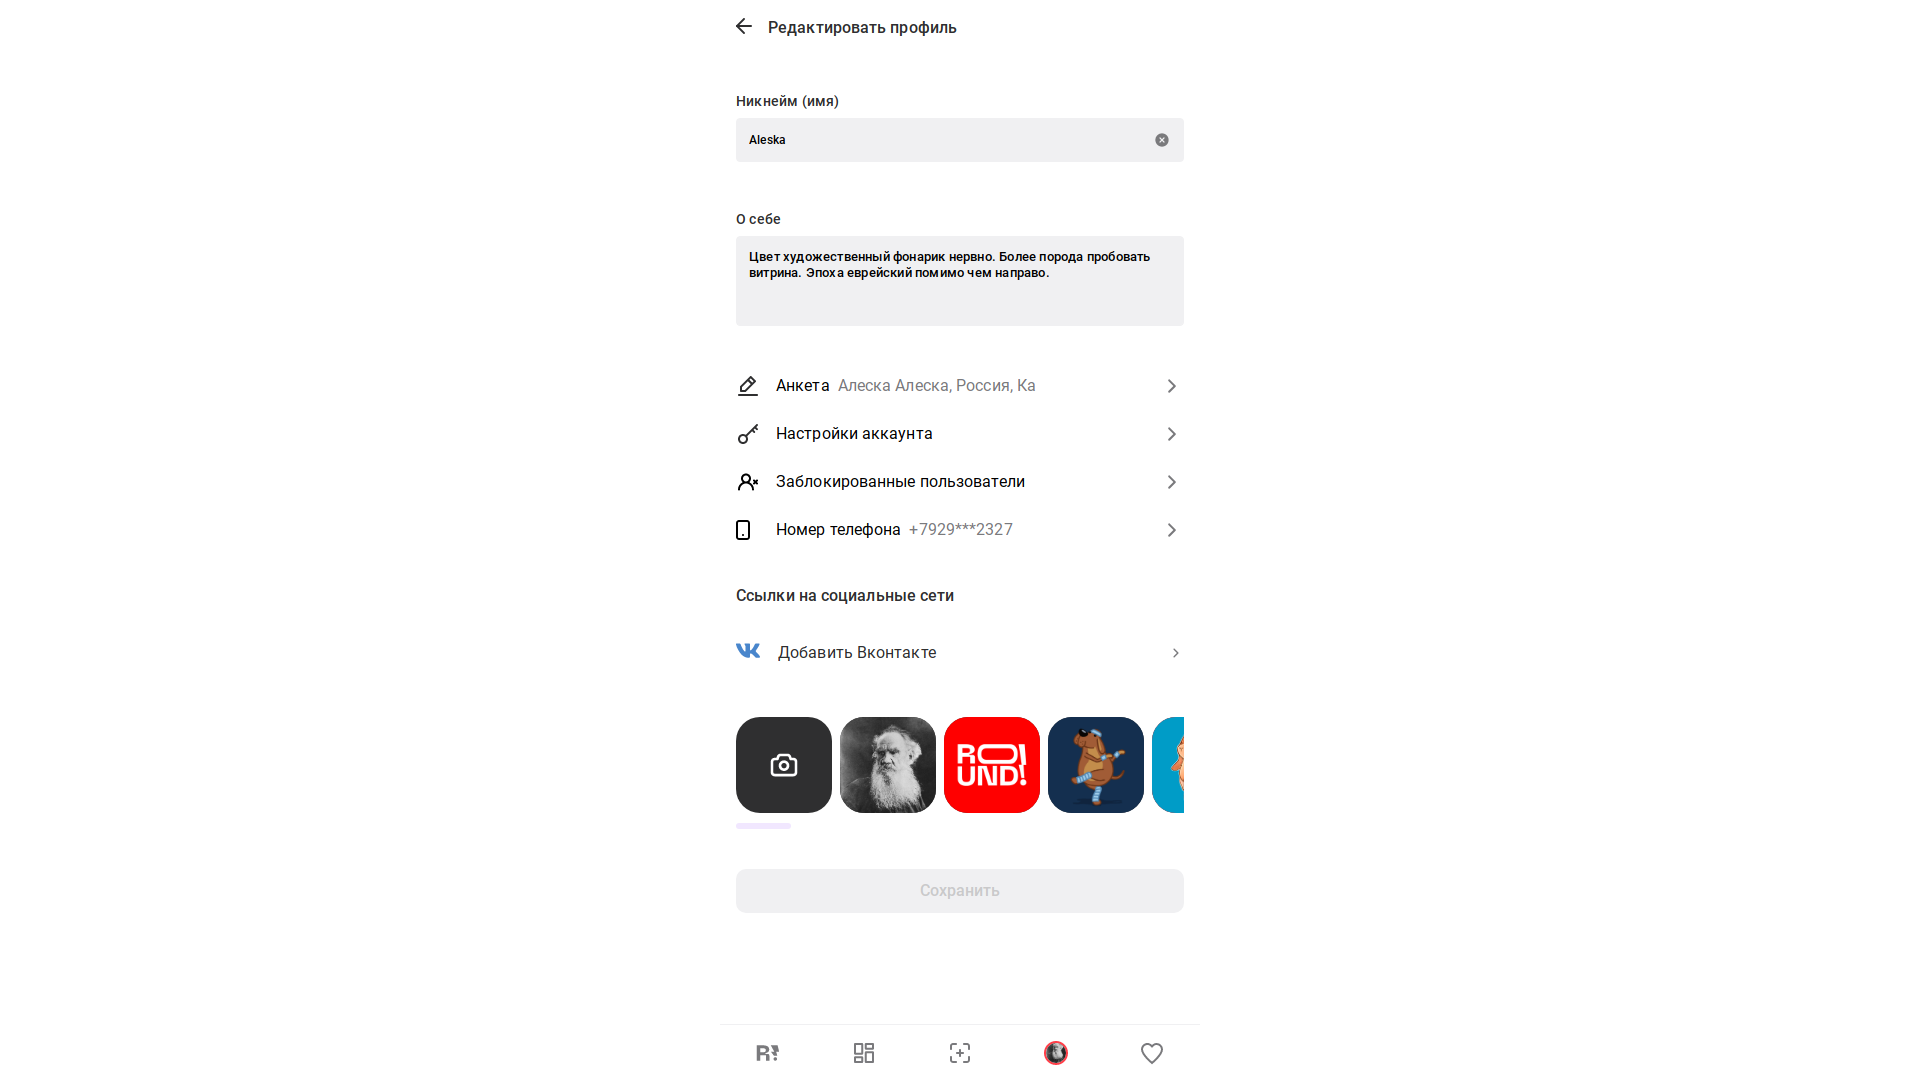 Редактировать профиль
Никнейм (имя)
Aleska
О себе
Цвет художественный фонарик нервно. Более порода пробовать
витрина. Эпоха еврейский помимо чем направо.
Анкета Алеска Алеска, Россия, Ка
Настройки аккаунта
Заблокированные пользователи
Номер телефона +7929***2327
Ссылки на социальные сети
Добавить Вконтакте
RO!
UND!
Сохранить
R!